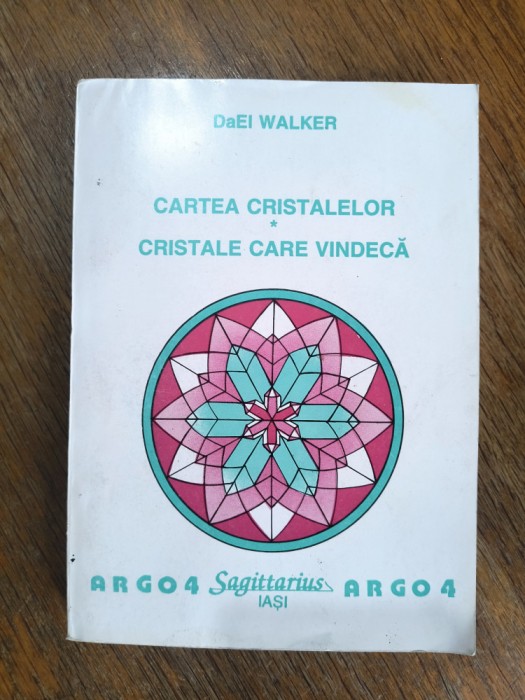 DaEl WALKER
CARTEA CRISTALELOR
*
CRISTALE CARE VINDECĂ
ARGO 4 Sagittarius ARGO 4
IAȘI